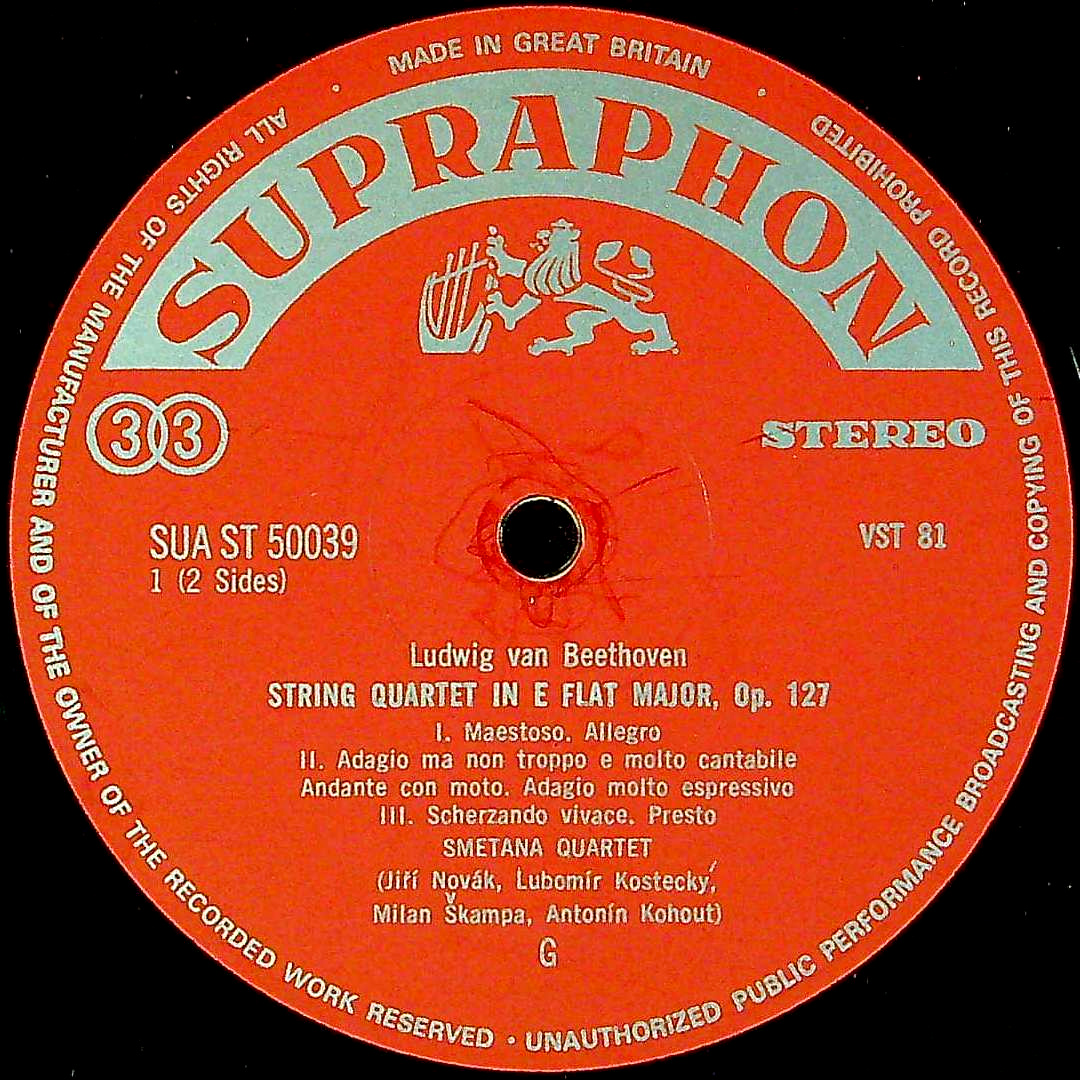 MADE IN GREAT BRITAIN
SUPRAPHON
33
STEREO
SUA ST 50039
VST 81
1 (2 Sides)
Ludwig van Beethoven
STRING QUARTET IN E FLAT MAJOR, Op. 127
I. Maestoso. Allegro
II. Adagio ma non troppo e molto cantabile
Andante con moto. Adagio molto espressivo
III. Scherzando vivace. Presto
SMETANA QUARTET
(Jiří Novák, Lubomír Kostecký,
Milan Škampa, Antonín Kohout)
G
ALL RIGHTS OF THE MANUFACTURER AND OF THE OWNER OF THE RECORDED WORK RESERVED • UNAUTHORIZED PUBLIC PERFORMANCE BROADCASTING AND COPYING OF THIS RECORD PROHIBITED